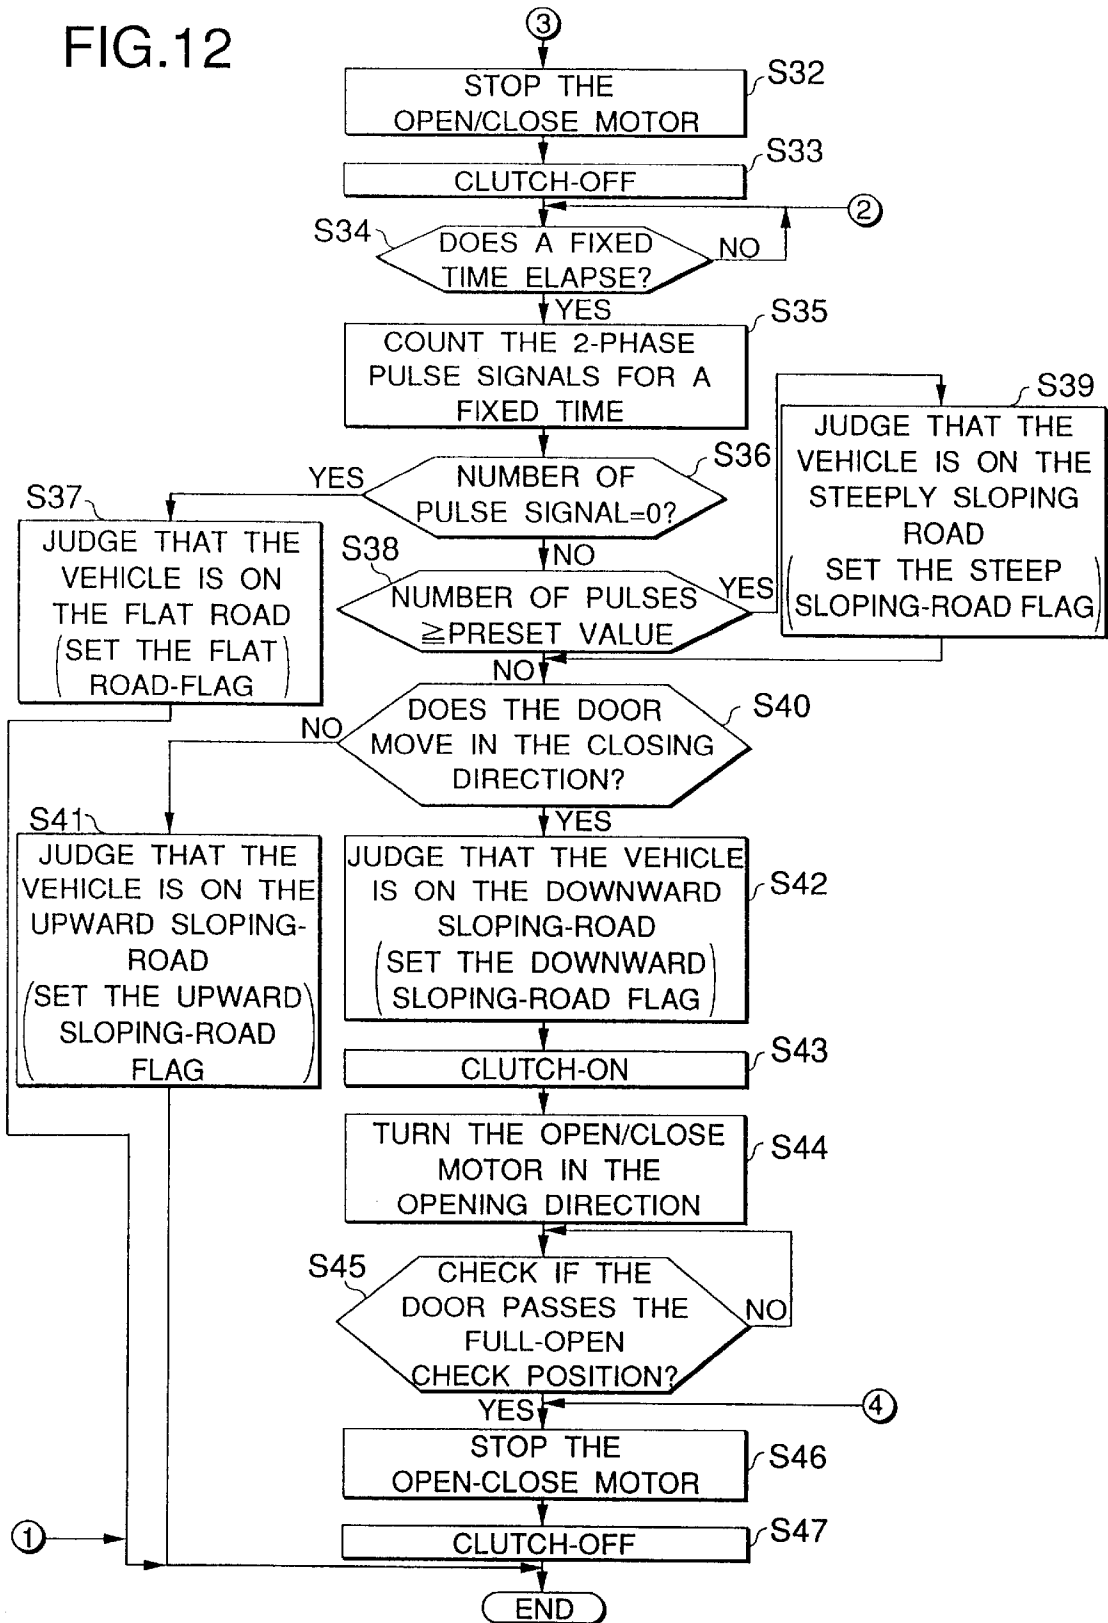 FIG.12
3
STOP THE
OPEN/CLOSE MOTOR
S32
CLUTCH-OFF
S33
2
S34
DOES A FIXED
TIME ELAPSE?
NO
YES
S35
COUNT THE 2-PHASE
PULSE SIGNALS FOR A
FIXED TIME
S36
NUMBER OF
PULSE SIGNAL=0?
YES
NO
S37
JUDGE THAT THE
VEHICLE IS ON
THE FLAT ROAD
(SET THE FLAT
ROAD-FLAG)
S38
NUMBER OF PULSES
≧PRESET VALUE
YES
NO
S39
JUDGE THAT THE
VEHICLE IS ON THE
STEEPLY SLOPING
ROAD
(SET THE STEEP
SLOPING-ROAD FLAG)
S40
DOES THE DOOR
MOVE IN THE CLOSING
DIRECTION?
NO
YES
S41
JUDGE THAT THE
VEHICLE IS ON THE
UPWARD SLOPING-
ROAD
(SET THE UPWARD
SLOPING-ROAD
FLAG)
JUDGE THAT THE VEHICLE
IS ON THE DOWNWARD
SLOPING-ROAD
(SET THE DOWNWARD
SLOPING-ROAD FLAG)
S42
CLUTCH-ON
S43
TURN THE OPEN/CLOSE
MOTOR IN THE
OPENING DIRECTION
S44
S45
CHECK IF THE
DOOR PASSES THE
FULL-OPEN
CHECK POSITION?
NO
YES
4
STOP THE
OPEN-CLOSE MOTOR
S46
1
CLUTCH-OFF
S47
END